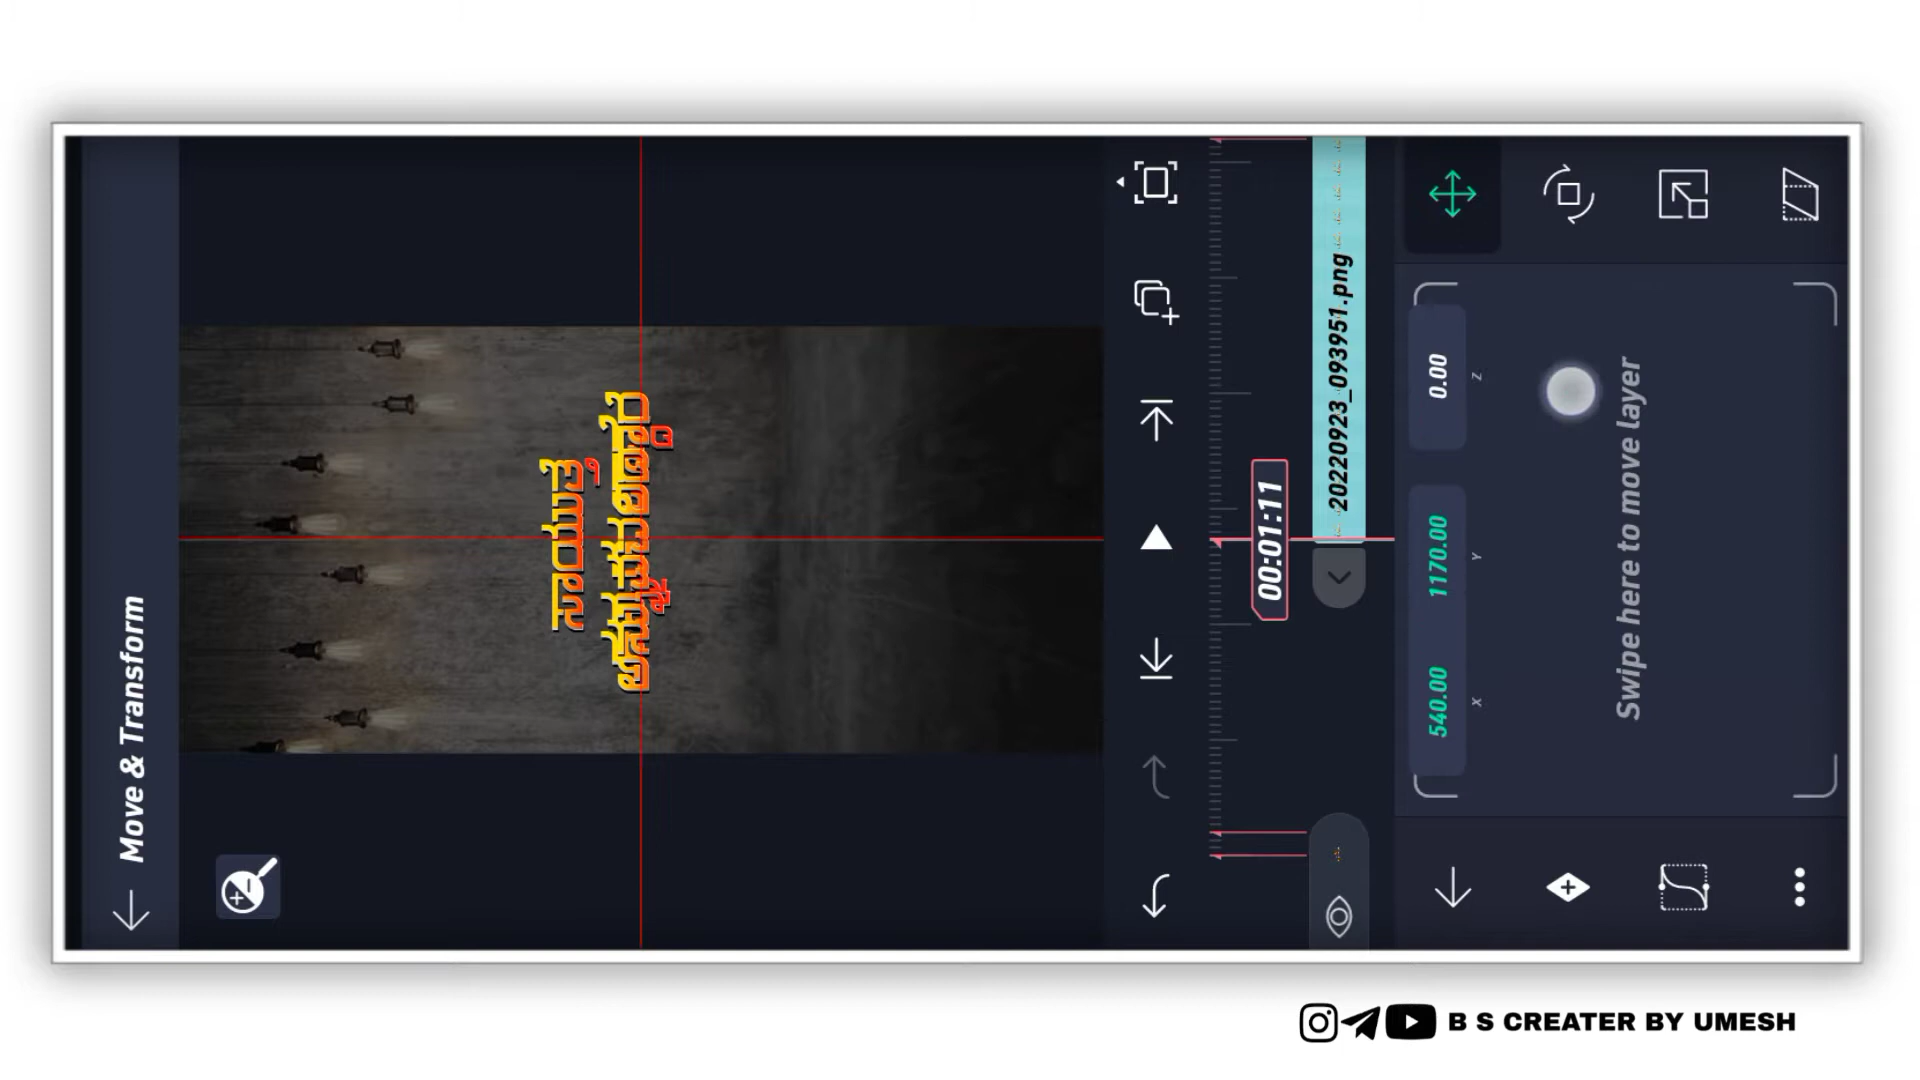 Move & Transform
00:01:11
20220923_093951.png
540.00
X
1170.00
Y
0.00
Z
Swipe here to move layer
B S CREATER BY UMESH